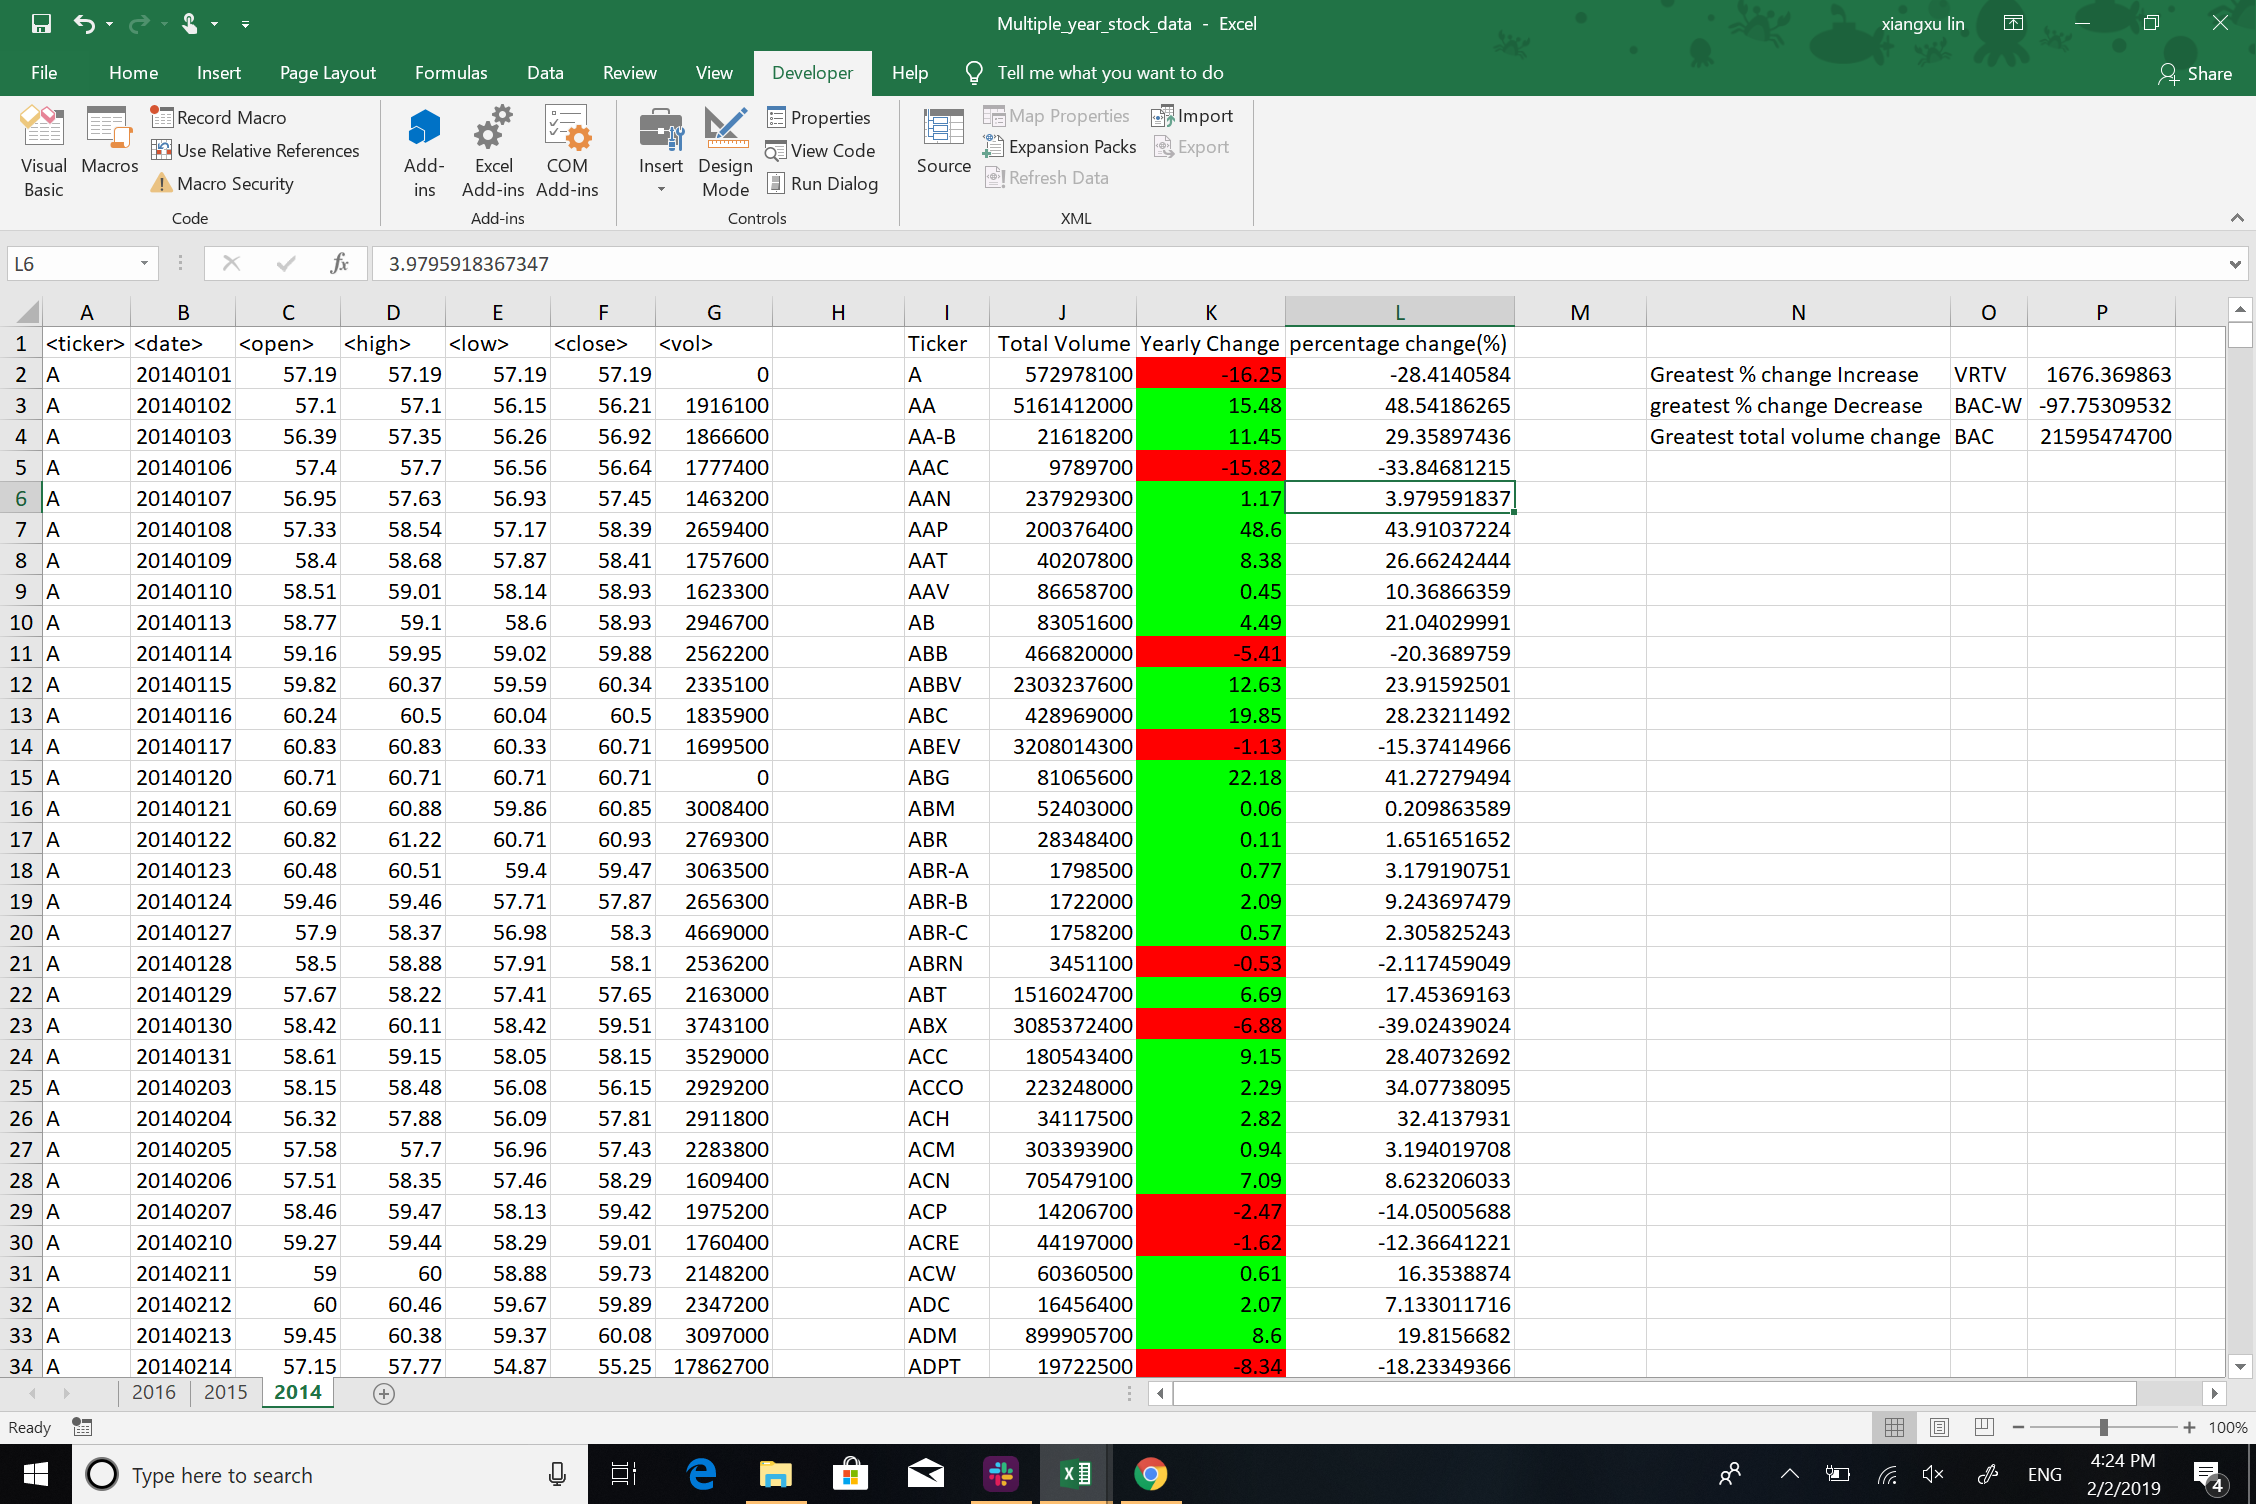 Multiple_year_stock_data - Excel
xiangxu lin
File Home Insert Page Layout Formulas Data Review View Developer Help Tell me what you want to do Share
Visual Basic
Macros
Record Macro
Use Relative References
Macro Security
Code
Add-ins
Excel Add-ins
COM Add-ins
Add-ins
Insert
Design Mode
Properties
View Code
Run Dialog
Controls
Source
Map Properties
Expansion Packs
Refresh Data
Import
Export
XML
L6 fx 3.9795918367347
A B C D E F G H I J K L M N O P
1 <ticker> <date> <open> <high> <low> <close> <vol> Ticker Total Volume Yearly Change percentage change(%)
2 A 20140101 57.19 57.19 57.19 57.19 0 A 572978100 -16.25 -28.4140584 Greatest % change Increase VRTV 1676.369863
3 A 20140102 57.1 57.1 56.15 56.21 1916100 AA 5161412000 15.48 48.54186265 greatest % change Decrease BAC-W -97.75309532
4 A 20140103 56.39 57.35 56.26 56.92 1866600 AA-B 21618200 11.45 29.35897436 Greatest total volume change BAC 21595474700
5 A 20140106 57.4 57.7 56.56 56.64 1777400 AAC 9789700 -15.82 -33.84681215
6 A 20140107 56.95 57.63 56.93 57.45 1463200 AAN 237929300 1.17 3.979591837
7 A 20140108 57.33 58.54 57.17 58.39 2659400 AAP 200376400 48.6 43.91037224
8 A 20140109 58.4 58.68 57.87 58.41 1757600 AAT 40207800 8.38 26.66242444
9 A 20140110 58.51 59.01 58.14 58.93 1623300 AAV 86658700 0.45 10.36866359
10 A 20140113 58.77 59.1 58.6 58.93 2946700 AB 83051600 4.49 21.04029991
11 A 20140114 59.16 59.95 59.02 59.88 2562200 ABB 466820000 -5.41 -20.3689759
12 A 20140115 59.82 60.37 59.59 60.34 2335100 ABBV 2303237600 12.63 23.91592501
13 A 20140116 60.24 60.5 60.04 60.5 1835900 ABC 428969000 19.85 28.23211492
14 A 20140117 60.83 60.83 60.33 60.71 1699500 ABEV 3208014300 -1.13 -15.37414966
15 A 20140120 60.71 60.71 60.71 60.71 0 ABG 81065600 22.18 41.27279494
16 A 20140121 60.69 60.88 59.86 60.85 3008400 ABM 52403000 0.06 0.209863589
17 A 20140122 60.82 61.22 60.71 60.93 2769300 ABR 28348400 0.11 1.651651652
18 A 20140123 60.48 60.51 59.4 59.47 3063500 ABR-A 1798500 0.77 3.179190751
19 A 20140124 59.46 59.46 57.71 57.87 2656300 ABR-B 1722000 2.09 9.243697479
20 A 20140127 57.9 58.37 56.98 58.3 4669000 ABR-C 1758200 0.57 2.305825243
21 A 20140128 58.5 58.88 57.91 58.1 2536200 ABRN 3451100 -0.53 -2.117459049
22 A 20140129 57.67 58.22 57.41 57.65 2163000 ABT 1516024700 6.69 17.45369163
23 A 20140130 58.42 60.11 58.42 59.51 3743100 ABX 3085372400 -6.88 -39.02439024
24 A 20140131 58.61 59.15 58.05 58.15 3529000 ACC 180543400 9.15 28.40732692
25 A 20140203 58.15 58.48 56.08 56.15 2929200 ACCO 223248000 2.29 34.07738095
26 A 20140204 56.32 57.88 56.09 57.81 2911800 ACH 34117500 2.82 32.4137931
27 A 20140205 57.58 57.7 56.96 57.43 2283800 ACM 303393900 0.94 3.194019708
28 A 20140206 57.51 58.35 57.46 58.29 1609400 ACN 705479100 7.09 8.623206033
29 A 20140207 58.46 59.47 58.13 59.42 1975200 ACP 14206700 -2.47 -14.05005688
30 A 20140210 59.27 59.44 58.29 59.01 1760400 ACRE 44197000 -1.62 -12.36641221
31 A 20140211 59 60 58.88 59.73 2148200 ACW 60360500 0.61 16.3538874
32 A 20140212 60 60.46 59.67 59.89 2347200 ADC 16456400 2.07 7.133011716
33 A 20140213 59.45 60.38 59.37 60.08 3097000 ADM 899905700 8.6 19.8156682
34 A 20140214 57.15 57.77 54.87 55.25 17862700 ADPT 19722500 -8.34 -18.23349366
2016 2015 2014
Ready 100%
Type here to search
ENG
4:24 PM
2/2/2019
4